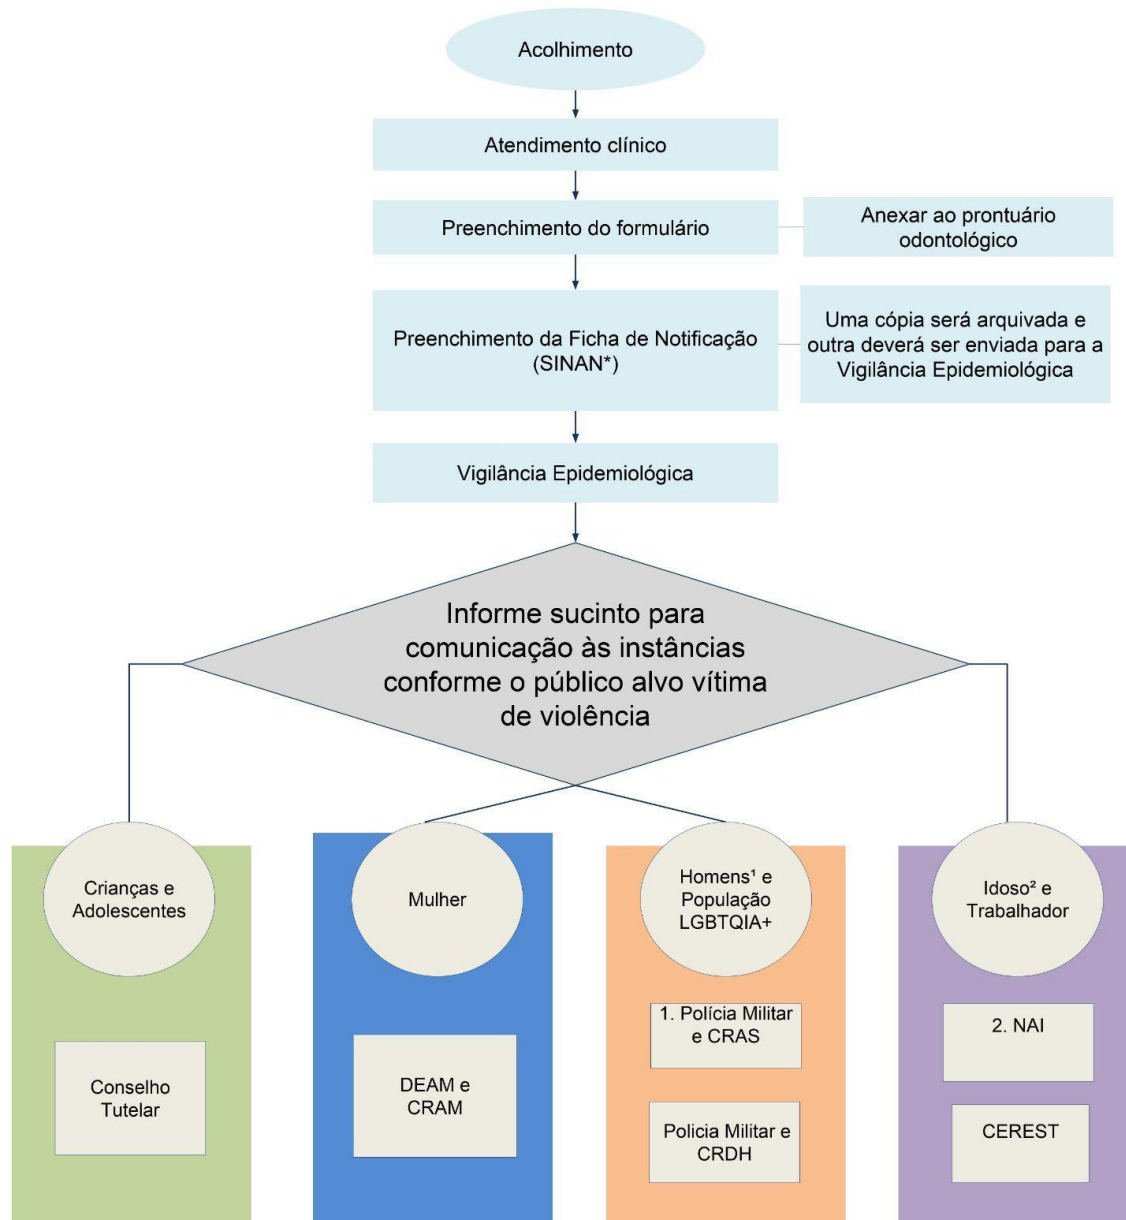 Acolhimento
Atendimento clínico
Preenchimento do formulário
Anexar ao prontuário
odontológico
Preenchimento da Ficha de Notificação
(SINAN*)
Uma cópia será arquivada e
outra deverá ser enviada para a
Vigilância Epidemiológica
Vigilância Epidemiológica
Informe sucinto para
comunicação às instâncias
conforme o público alvo vítima
de violência
Crianças e
Adolescentes
Conselho
Tutelar
Mulher
DEAM e
CRAM
Homens¹ e
População
LGBTQIA+
1. Polícia Militar
e CRAS
Policia Militar e
CRDH
Idoso² e
Trabalhador
2. NAI
CEREST